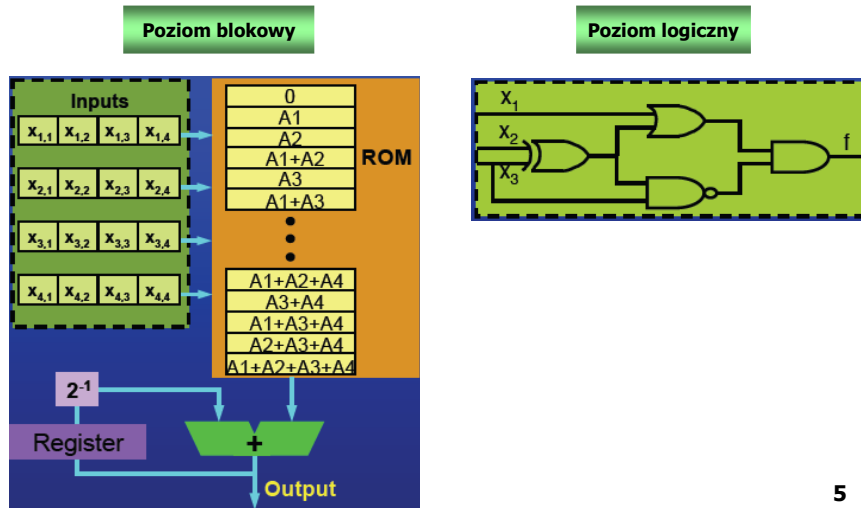 Poziom blokowy
Poziom logiczny
Inputs
x1,1 x1,2 x1,3 x1,4
x2,1 x2,2 x2,3 x2,4
x3,1 x3,2 x3,3 x3,4
x4,1 x4,2 x4,3 x4,4
0
A1
A2
A1+A2
A3
A1+A3
ROM
A1+A2+A4
A3+A4
A1+A3+A4
A2+A3+A4
A1+A2+A3+A4
2-1
Register
+
Output
X1
X2
X3
f
5